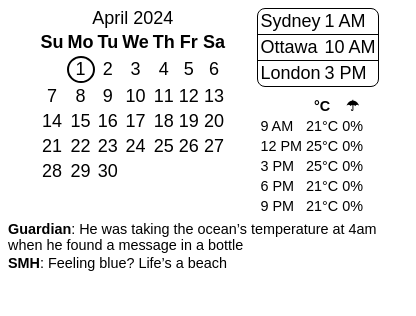 April 2024
Su Mo Tu We Th Fr Sa
1 2 3 4 5 6
7 8 9 10 11 12 13
14 15 16 17 18 19 20
21 22 23 24 25 26 27
28 29 30
Sydney 1 AM
Ottawa 10 AM
London 3 PM
°C ☂
9 AM 21°C 0%
12 PM 25°C 0%
3 PM 25°C 0%
6 PM 21°C 0%
9 PM 21°C 0%
Guardian: He was taking the ocean’s temperature at 4am
when he found a message in a bottle
SMH: Feeling blue? Life’s a beach